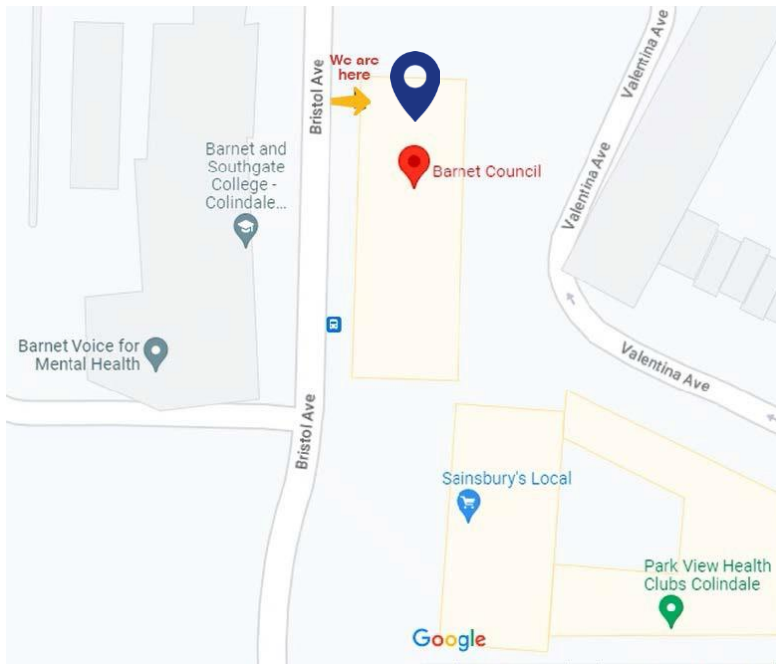 We are
here
Bristol Ave
Valentina Ave
Barnet and
Southgate
College -
Colindale...
Barnet Council
Valentina Ave
Barnet Voice for
Mental Health
Valentina Ave
Bristol Ave
Sainsbury's Local
Park View Health
Clubs Colindale
Google